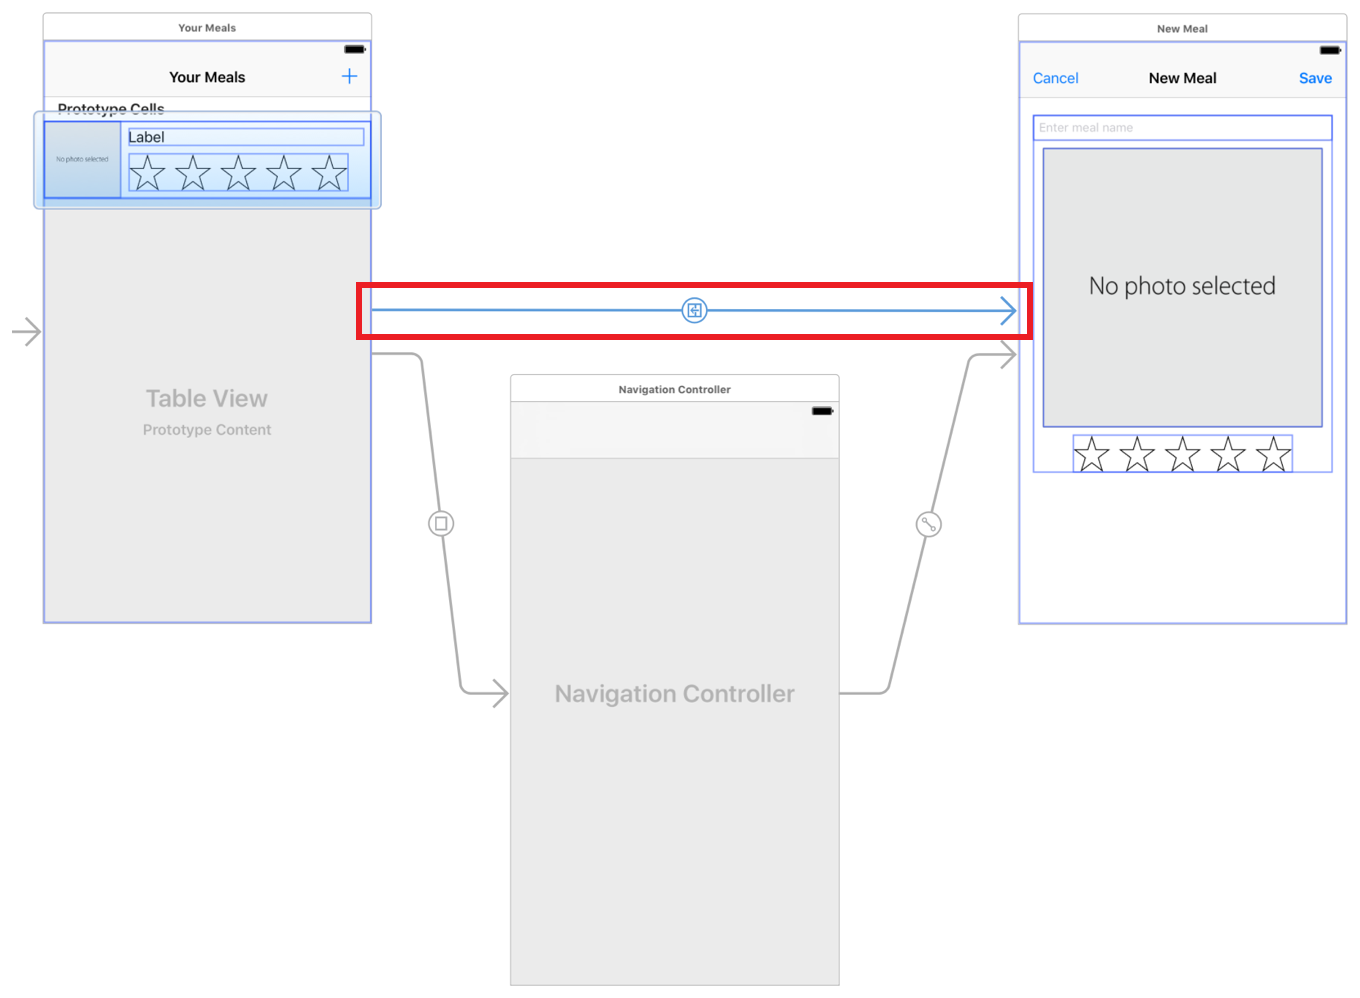 Your Meals
Your Meals
+
Prototype Cells
No photo selected
Label
Table View
Prototype Content
Navigation Controller
Navigation Controller
New Meal
Cancel New Meal Save
Enter meal name
No photo selected